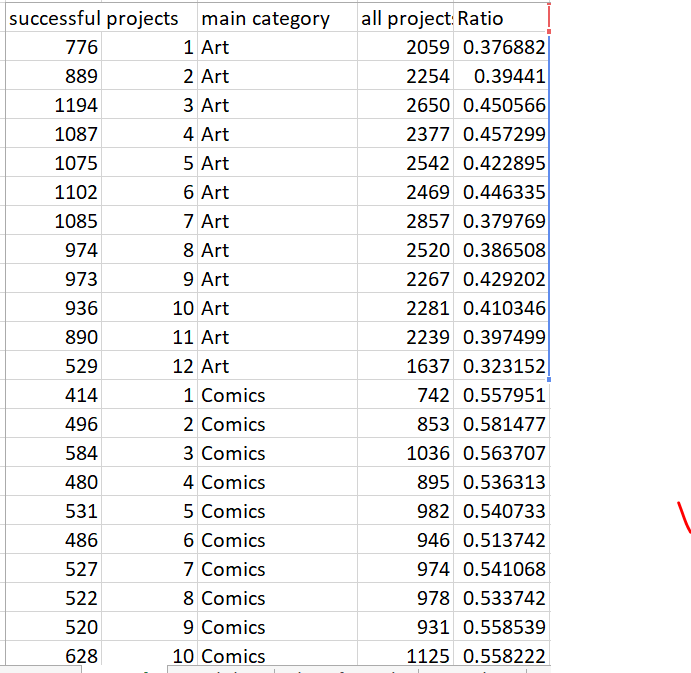 successful projects main category all project Ratio
776 1 Art 2059 0.376882
889 2 Art 2254 0.39441
1194 3 Art 2650 0.450566
1087 4 Art 2377 0.457299
1075 5 Art 2542 0.422895
1102 6 Art 2469 0.446335
1085 7 Art 2857 0.379769
974 8 Art 2520 0.386508
973 9 Art 2267 0.429202
936 10 Art 2281 0.410346
890 11 Art 2239 0.397499
529 12 Art 1637 0.323152
414 1 Comics 742 0.557951
496 2 Comics 853 0.581477
584 3 Comics 1036 0.563707
480 4 Comics 895 0.536313
531 5 Comics 982 0.540733
486 6 Comics 946 0.513742
527 7 Comics 974 0.541068
522 8 Comics 978 0.533742
520 9 Comics 931 0.558539
628 10 Comics 1125 0.558222